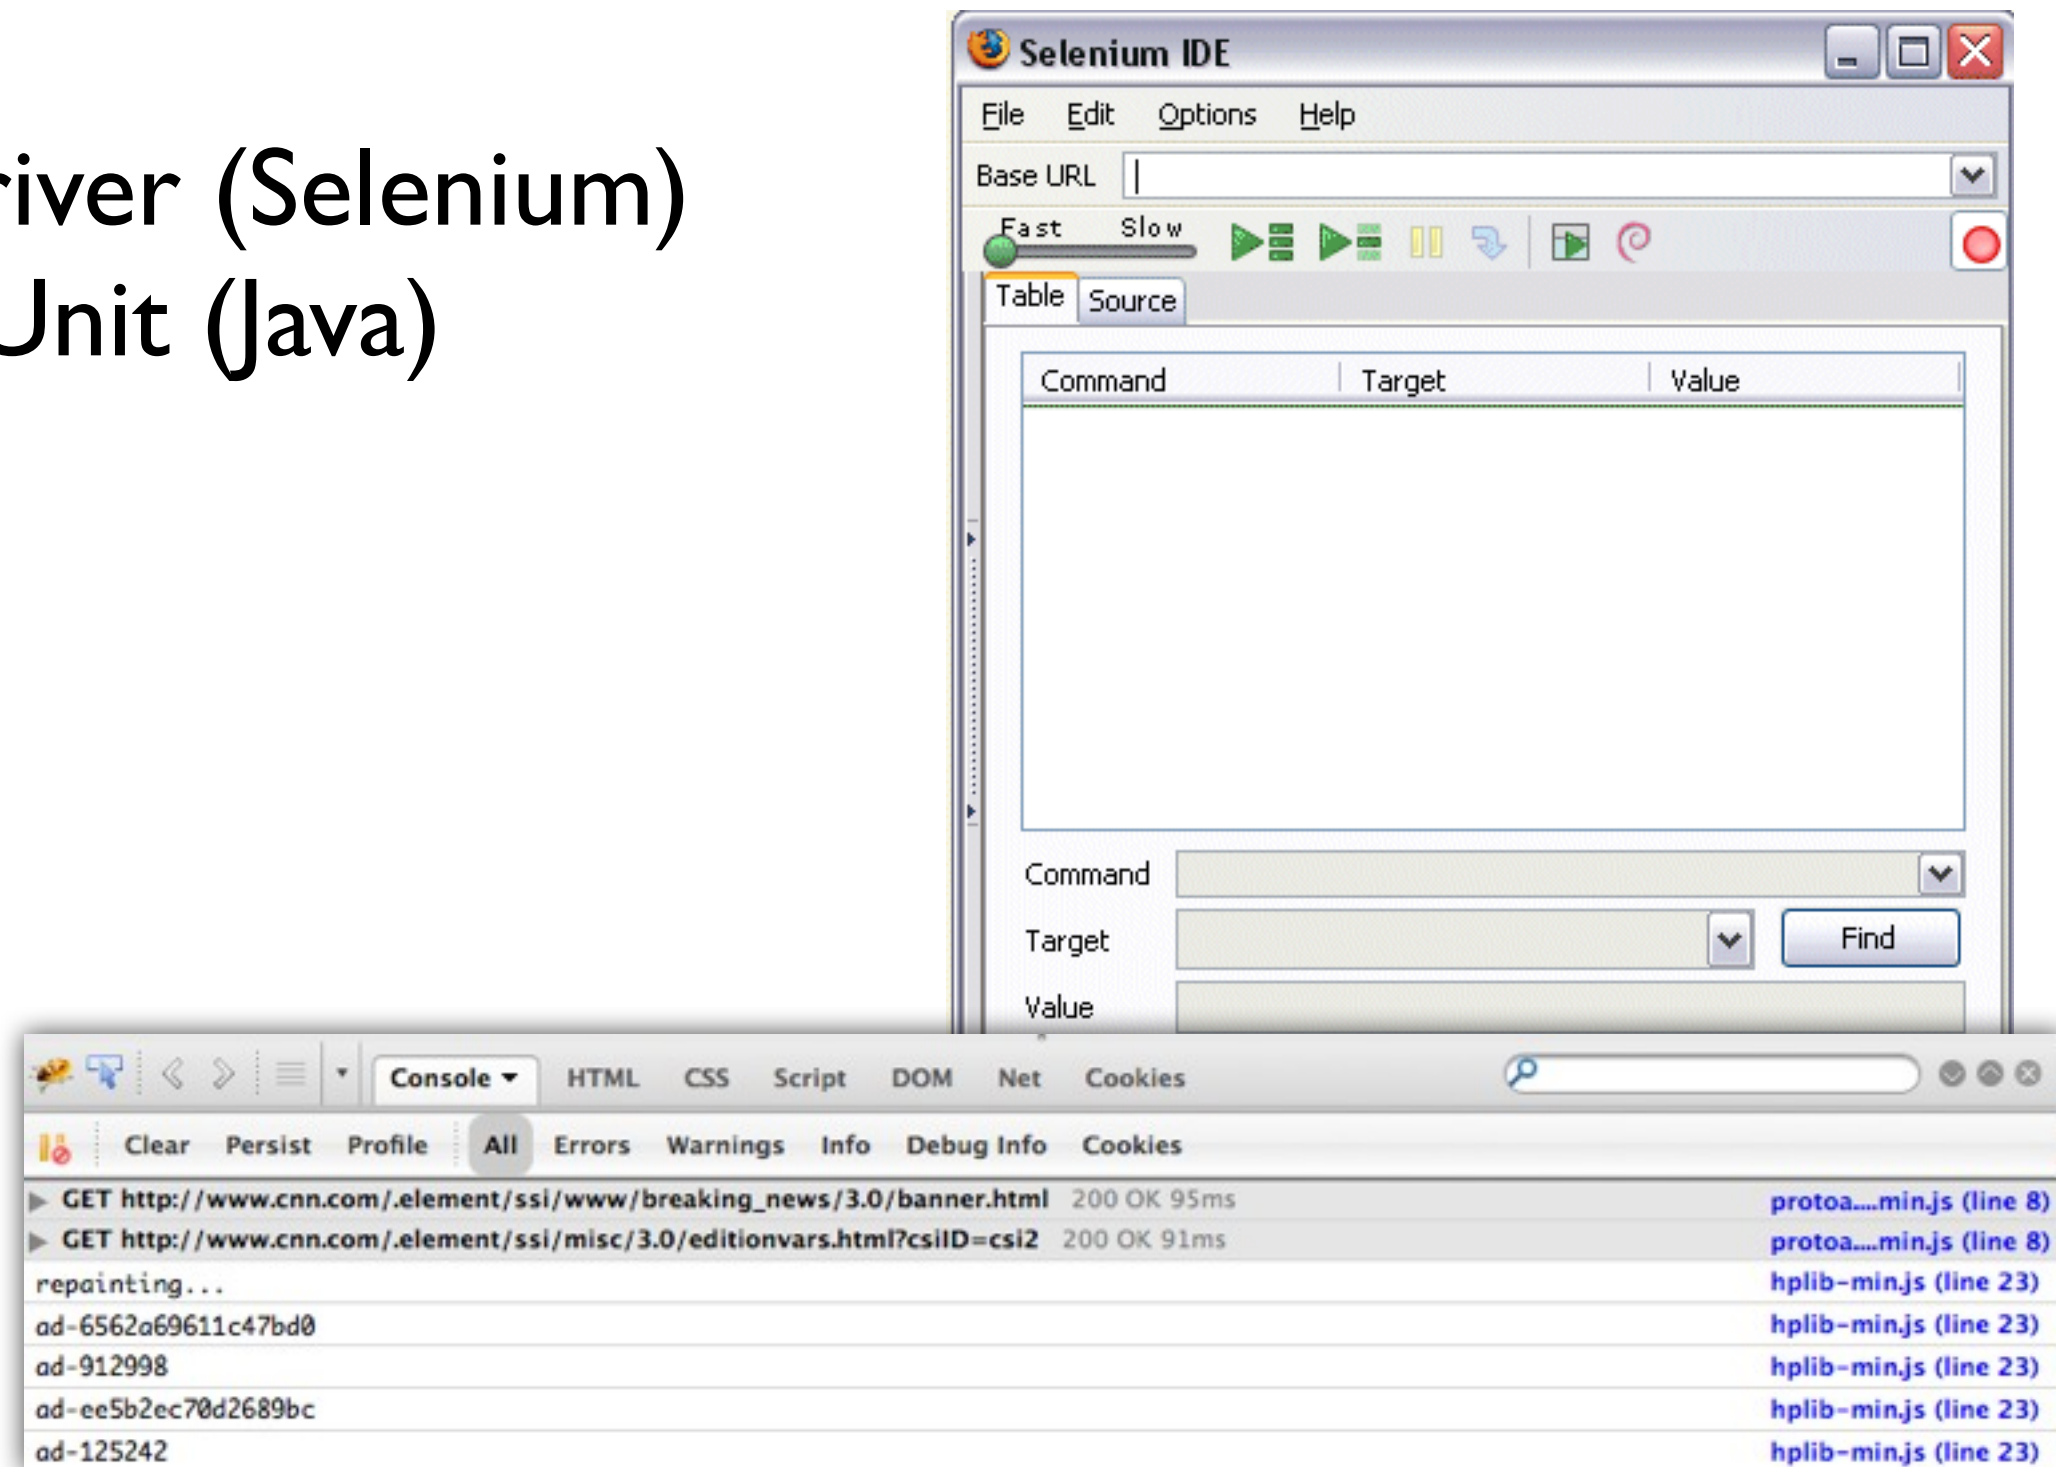 river (Selenium)
Unit (Java)
Selenium IDE
File Edit Options Help
Base URL
Fast Slow
Table Source
Command Target Value
Command
Target Find
Value
Console HTML CSS Script DOM Net Cookies
Clear Persist Profile All Errors Warnings Info Debug Info Cookies
GET http://www.cnn.com/.element/ssi/www/breaking_news/3.0/banner.html 200 OK 95ms protoa....min.js (line 8)
GET http://www.cnn.com/.element/ssi/misc/3.0/editionvars.html?csiID=csi2 200 OK 91ms protoa....min.js (line 8)
repainting... hplib-min.js (line 23)
ad-6562a69611c47bd0 hplib-min.js (line 23)
ad-912998 hplib-min.js (line 23)
ad-ee5b2ec70d2689bc hplib-min.js (line 23)
ad-125242 hplib-min.js (line 23)